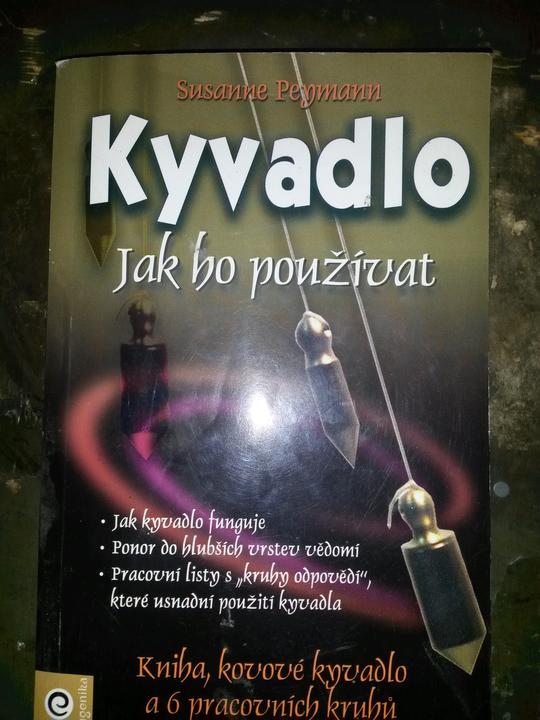 Susanne Peymann
Kyvadlo
Jak ho používat
• Jak kyvadlo funguje
• Ponor do hlubších vrstev vědomí
• Pracovní listy s „kruhy odpovědí“,
které usnadní použití kyvadla
Kniha, kovové kyvadlo
a 6 pracovních kruhů